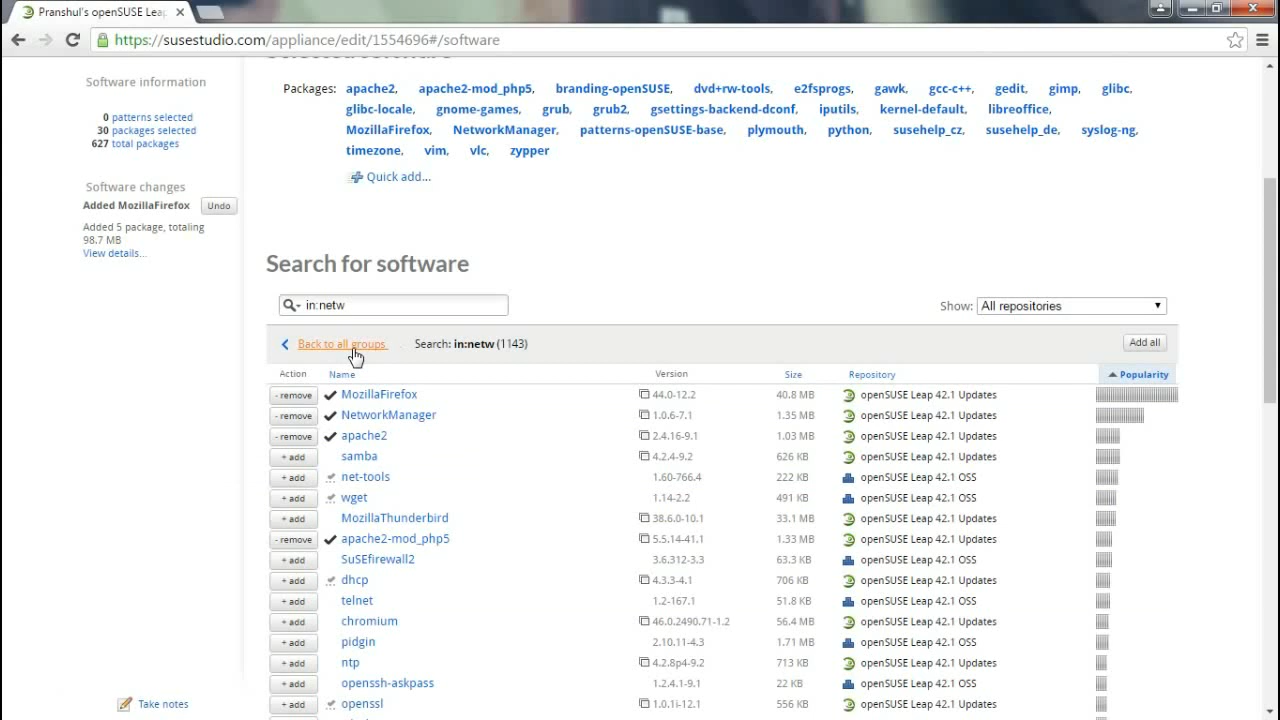 Pranshul's openSUSE Leap
https://susestudio.com/appliance/edit/1554696#/software
Software information
0 patterns selected
30 packages selected
627 total packages
Software changes
Added MozillaFirefox Undo
Added 5 package, totaling
98.7 MB
View details...
Take notes
Selected software
Packages: apache2, apache2-mod_php5, branding-openSUSE, dvd+rw-tools, e2fsprogs, gawk, gcc-c++, gedit, gimp, glibc,
glibc-locale, gnome-games, grub, grub2, gsettings-backend-dconf, iputils, kernel-default, libreoffice,
MozillaFirefox, NetworkManager, patterns-openSUSE-base, plymouth, python, susehelp_cz, susehelp_de, syslog-ng,
timezone, vim, vlc, zypper
Quick add...
Search for software
in:netw Show: All repositories
Back to all groups Search: in:netw (1143) Add all
Action Name Version Size Repository Popularity
- remove MozillaFirefox 44.0-12.2 40.8 MB openSUSE Leap 42.1 Updates
- remove NetworkManager 1.0.6-7.1 1.35 MB openSUSE Leap 42.1 Updates
- remove apache2 2.4.16-9.1 1.03 MB openSUSE Leap 42.1 Updates
+ add samba 4.2.4-9.2 626 KB openSUSE Leap 42.1 Updates
+ add net-tools 1.60-766.4 222 KB openSUSE Leap 42.1 OSS
+ add wget 1.14-2.2 491 KB openSUSE Leap 42.1 OSS
+ add MozillaThunderbird 38.6.0-10.1 33.1 MB openSUSE Leap 42.1 Updates
- remove apache2-mod_php5 5.5.14-41.1 1.33 MB openSUSE Leap 42.1 Updates
+ add SuSEfirewall2 3.6.312-3.3 63.3 KB openSUSE Leap 42.1 OSS
+ add dhcp 4.3.3-4.1 706 KB openSUSE Leap 42.1 Updates
+ add telnet 1.2-167.1 51.8 KB openSUSE Leap 42.1 OSS
+ add chromium 46.0.2490.71-1.2 56.4 MB openSUSE Leap 42.1 Updates
+ add pidgin 2.10.11-4.3 1.71 MB openSUSE Leap 42.1 OSS
+ add ntp 4.2.8p4-9.2 713 KB openSUSE Leap 42.1 Updates
+ add openssh-askpass 1.2.4.1-9.1 22 KB openSUSE Leap 42.1 OSS
+ add openssl 1.0.1i-12.1 556 KB openSUSE Leap 42.1 Updates